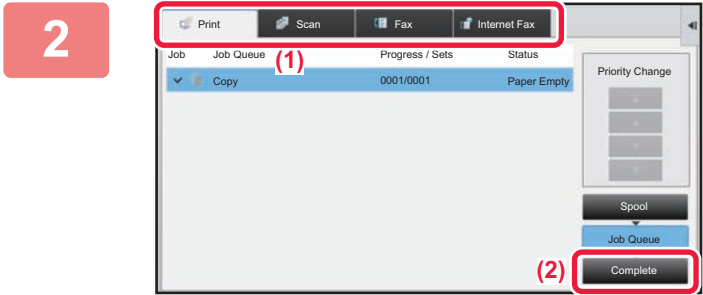 2
Print Scan Fax Internet Fax
Job Job Queue Progress / Sets Status
(1)
Copy 0001/0001 Paper Empty
Priority Change
Spool
Job Queue
(2)
Complete